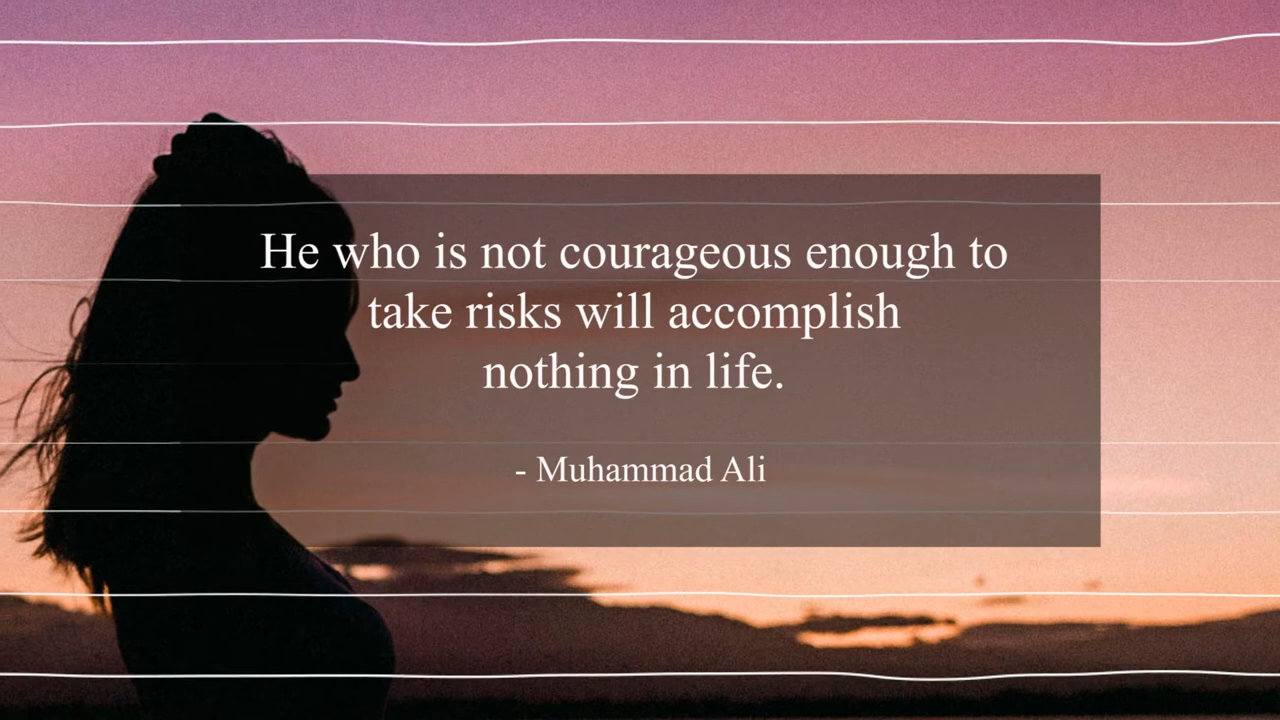 He who is not courageous enough to
take risks will accomplish
nothing in life.
- Muhammad Ali